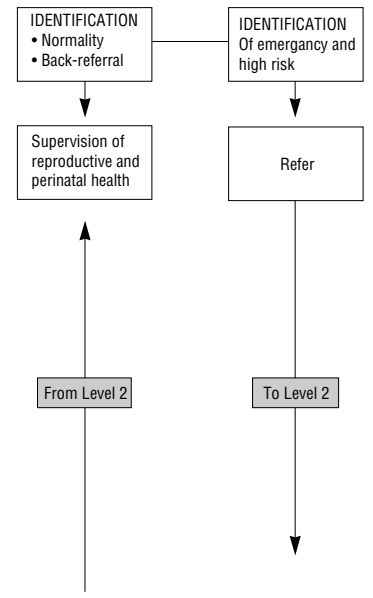 IDENTIFICATION
• Normality
• Back-referral
IDENTIFICATION
Of emergancy and
high risk
Supervision of
reproductive and
perinatal health
Refer
From Level 2
To Level 2